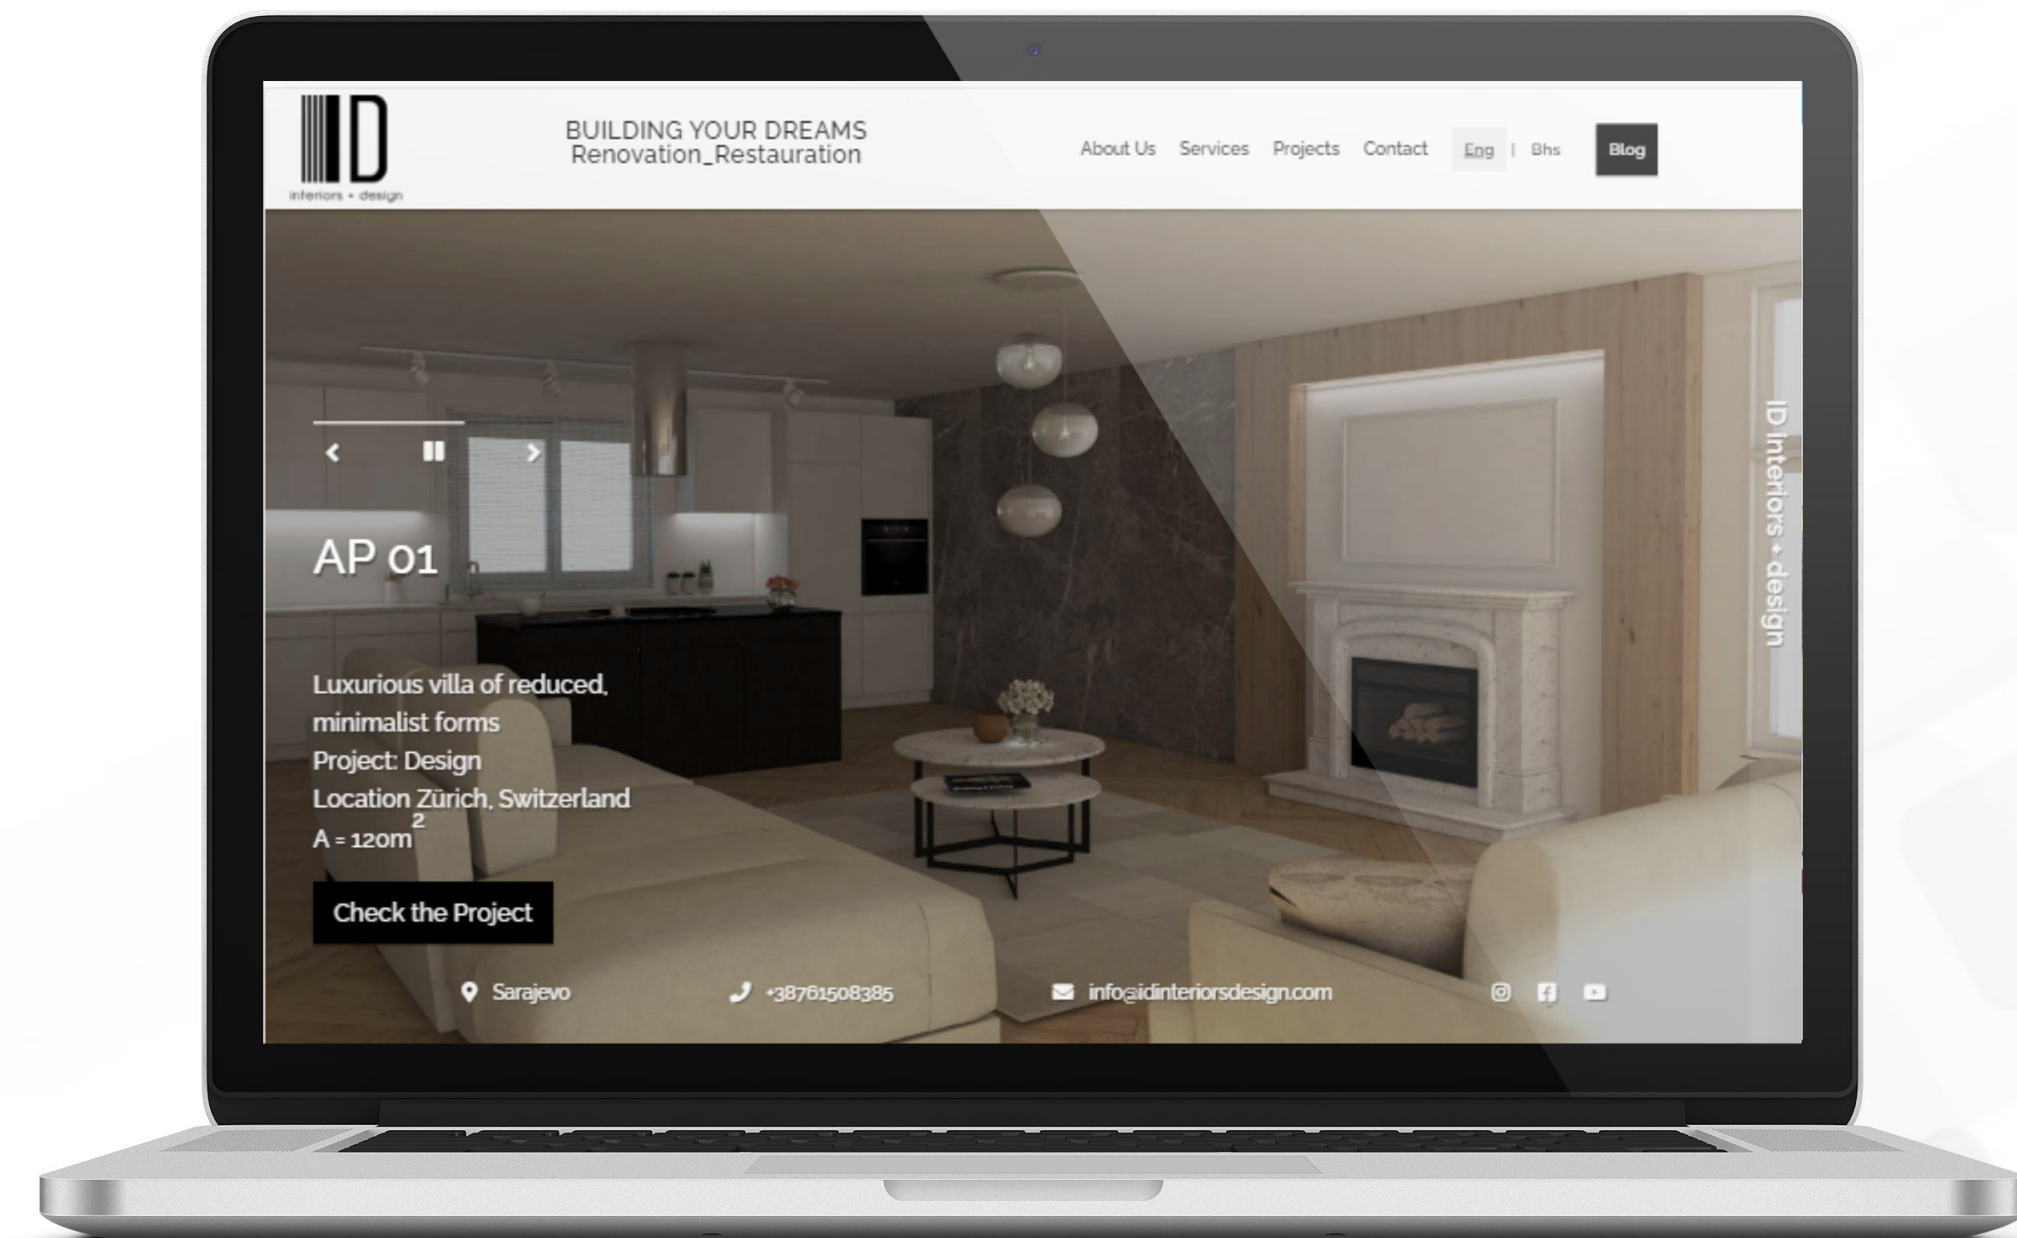 ID
interiors + design
BUILDING YOUR DREAMS
Renovation_Restauration
About Us Services Projects Contact Eng | Bhs Blog
AP 01
Luxurious villa of reduced,
minimalist forms
Project: Design
Location Zürich, Switzerland
A = 120m²
Check the Project
ID interiors + design
Sarajevo +38761508385 info@idinteriorsdesign.com